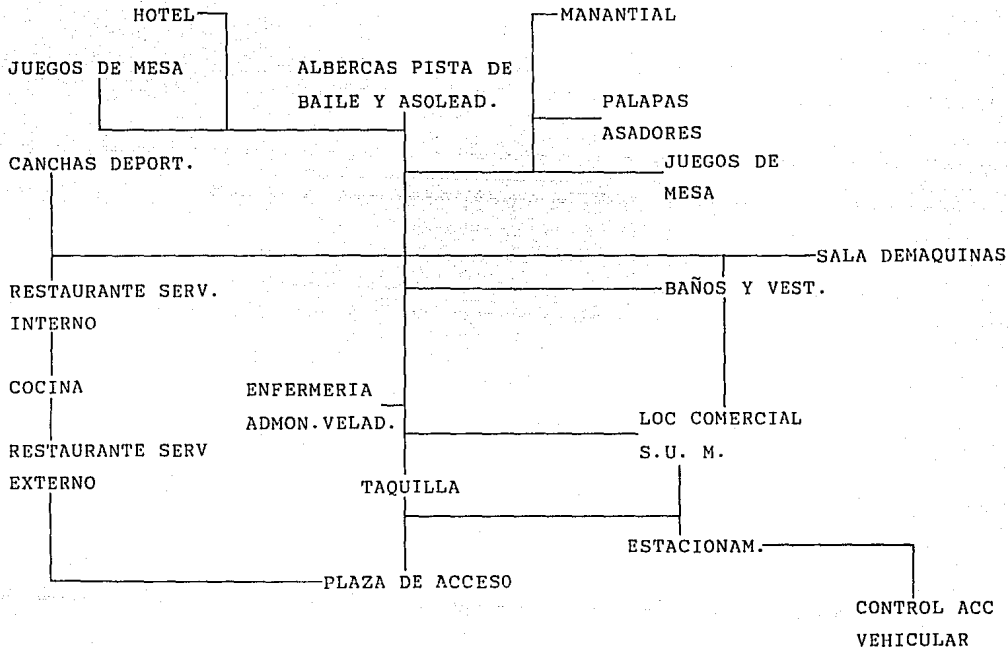 HOTEL
MANANTIAL
JUEGOS DE MESA
ALBERCAS PISTA DE
BAILE Y ASOLEAD.
PALAPAS
ASADORES
CANCHAS DEPORT.
JUEGOS DE
MESA
SALA DEMAQUINAS
RESTAURANTE SERV.
INTERNO
BAÑOS Y VEST.
COCINA
ENFERMERIA
ADMON.VELAD.
LOC COMERCIAL
S.U. M.
RESTAURANTE SERV
EXTERNO
TAQUILLA
ESTACIONAM.
PLAZA DE ACCESO
CONTROL ACC
VEHICULAR